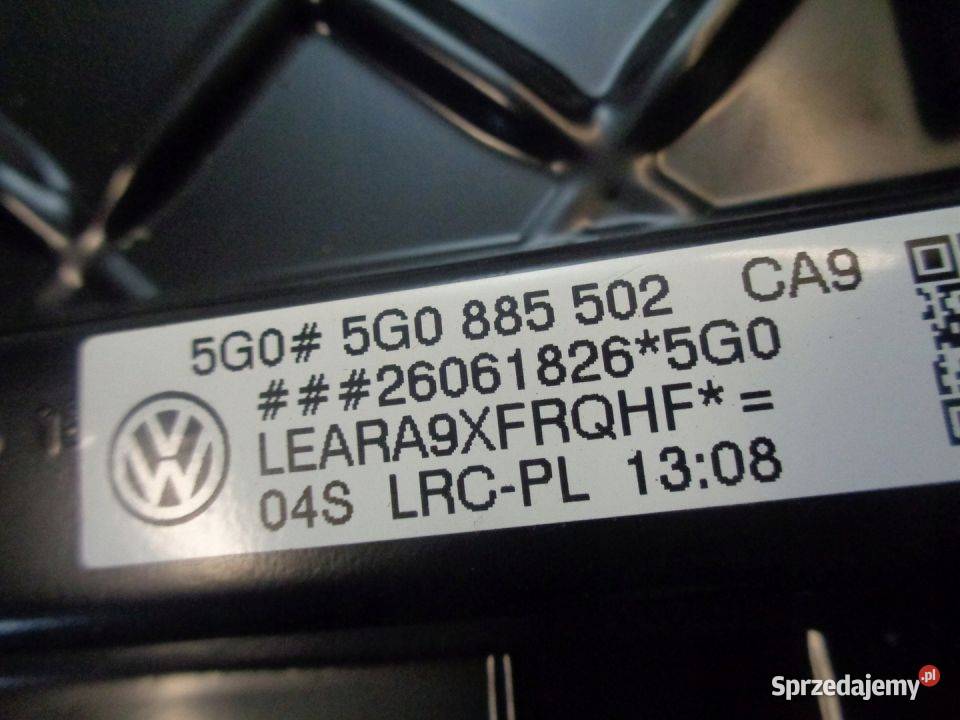 5G0# 5G0 885 502 CA9
###26061826*5G0
LEARA9XFRQHF*=
04S LRC-PL 13:08
Sprzedajemy.pl